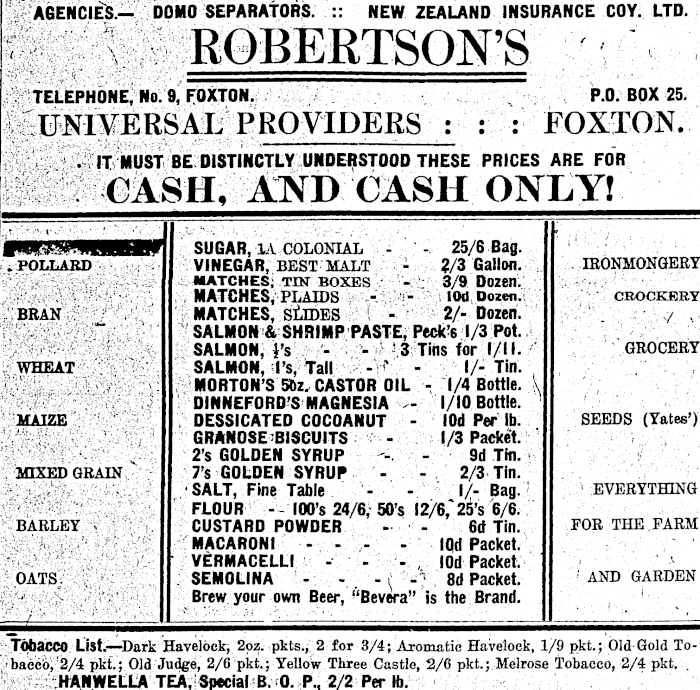 AGENCIES.— DOMO SEPARATORS. :: NEW ZEALAND INSURANCE COY. LTD.
ROBERTSON'S
TELEPHONE, No. 9, FOXTON. P.O. BOX 25.
UNIVERSAL PROVIDERS : : : FOXTON.
IT MUST BE DISTINCTLY UNDERSTOOD THESE PRICES ARE FOR
CASH, AND CASH ONLY!
POLLARD
BRAN
WHEAT
MAIZE
MIXED GRAIN
BARLEY
OATS
SUGAR, 1A COLONIAL - - 25/6 Bag.
VINEGAR, BEST MALT - 2/3 Gallon.
MATCHES, TIN BOXES - 3/9 Dozen.
MATCHES, PLAIDS - - 10d Dozen.
MATCHES, SLIDES - 2/- Dozen.
SALMON & SHRIMP PASTE, Peck's 1/3 Pot.
SALMON, ½'s - - 3 Tins for 1/11.
SALMON, 1's, Tall - - 1/- Tin.
MORTON'S 5oz. CASTOR OIL - 1/4 Bottle.
DINNEFORD'S MAGNESIA - 1/10 Bottle.
DESSICATED COCOANUT - 10d Per lb.
GRANOSE BISCUITS - - 1/3 Packet.
2's GOLDEN SYRUP - - 9d Tin.
7's GOLDEN SYRUP - - 2/3 Tin.
SALT, Fine Table - - 1/- Bag.
FLOUR - - 100's 24/6, 50's 12/6, 25's 6/6.
CUSTARD POWDER - - 6d Tin.
MACARONI - - - - 10d Packet.
VERMACELLI - - - 10d Packet.
SEMOLINA - - - - 8d Packet.
Brew your own Beer, "Bevera" is the Brand.
IRONMONGERY
CROCKERY
GROCERY
SEEDS (Yates')
EVERYTHING
FOR THE FARM
AND GARDEN
Tobacco List.—Dark Havelock, 2oz. pkts., 2 for 3/4; Aromatic Havelock, 1/9 pkt.; Old Gold To-
bacco, 2/4 pkt.; Old Judge, 2/6 pkt.; Yellow Three Castle, 2/6 pkt.; Melrose Tobacco, 2/4 pkt.
HANWELLA TEA, Special B. O. P., 2/2 Per lb.